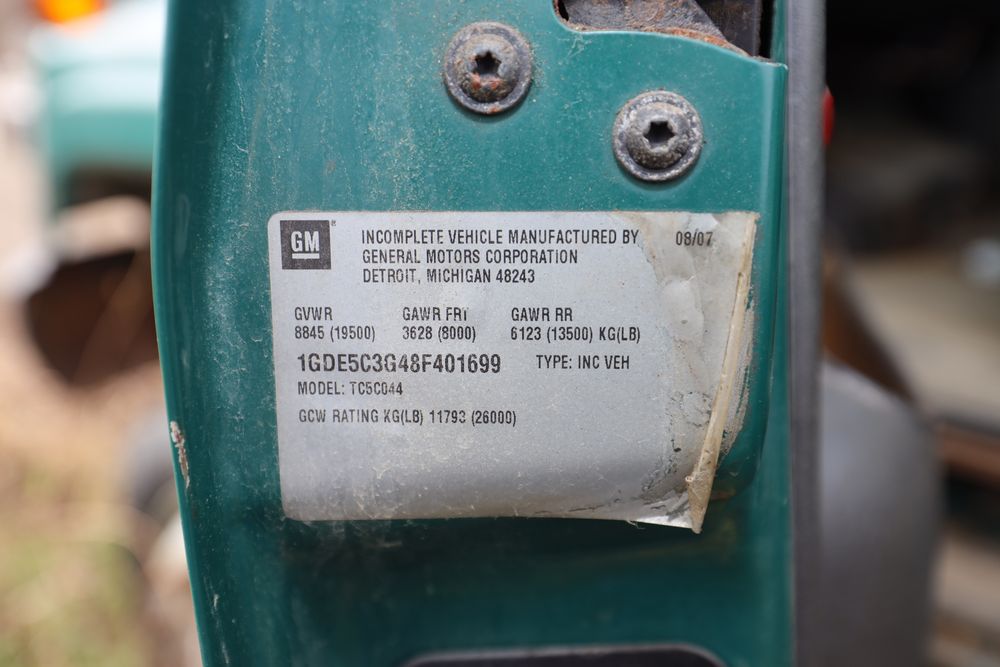 GM
INCOMPLETE VEHICLE MANUFACTURED BY 08/07
GENERAL MOTORS CORPORATION
DETROIT, MICHIGAN 48243
GVWR GAWR FRT GAWR RR
8845 (19500) 3628 (8000) 6123 (13500) KG(LB)
1GDE5C3G48F401699 TYPE: INC VEH
MODEL: TC5C044
GCW RATING KG(LB) 11793 (26000)